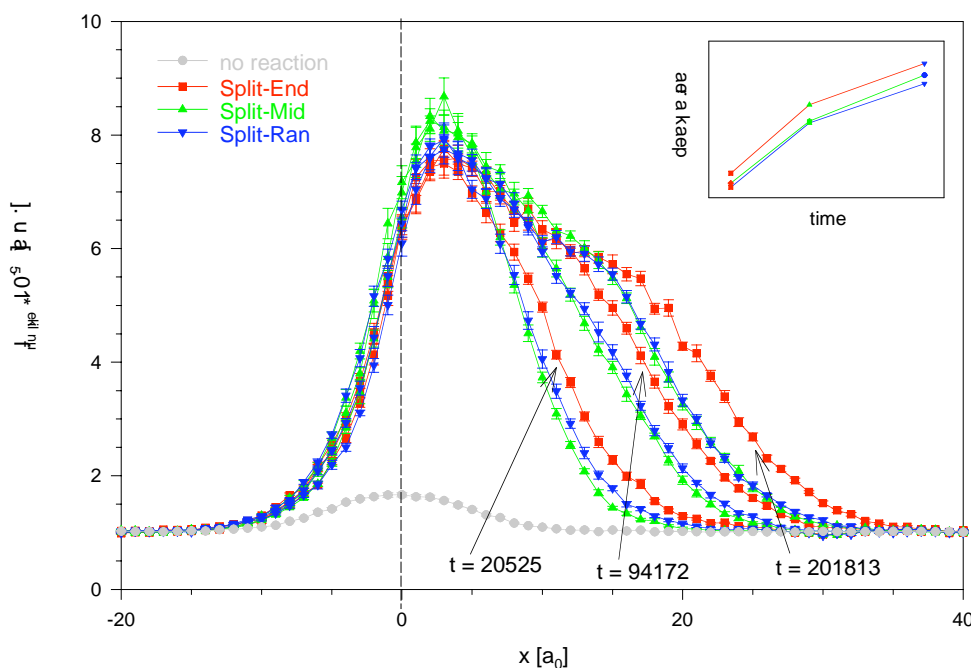 10
8
6
4
2
0
no reaction
Split-End
Split-Mid
Split-Ran
time
t = 20525
t = 94172
t = 201813
-20
0
20
40
x [a₀]